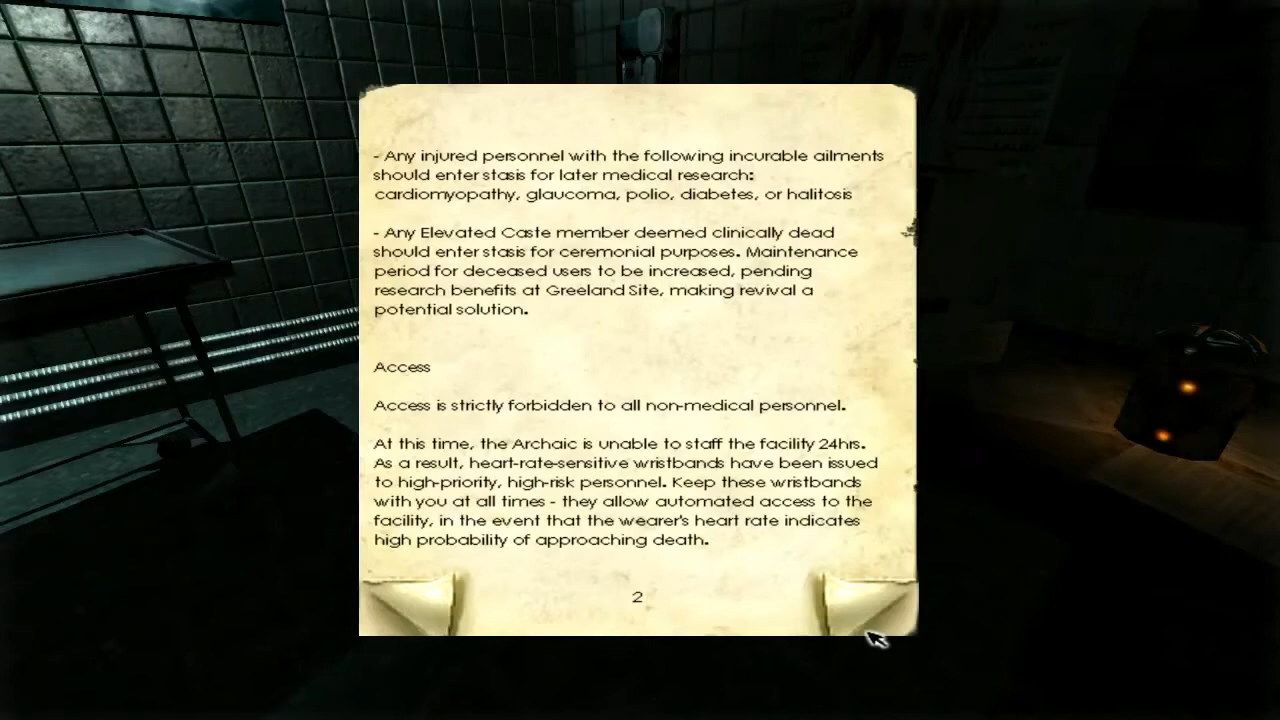 - Any injured personnel with the following incurable ailments
should enter stasis for later medical research:
cardiomyopathy, glaucoma, polio, diabetes, or halitosis
- Any Elevated Caste member deemed clinically dead
should enter stasis for ceremonial purposes. Maintenance
period for deceased users to be increased, pending
research benefits at Greeland Site, making revival a
potential solution.
Access
Access is strictly forbidden to all non-medical personnel.
At this time, the Archaic is unable to staff the facility 24hrs.
As a result, heart-rate-sensitive wristbands have been issued
to high-priority, high-risk personnel. Keep these wristbands
with you at all times - they allow automated access to the
facility, in the event that the wearer's heart rate indicates
high probability of approaching death.
2